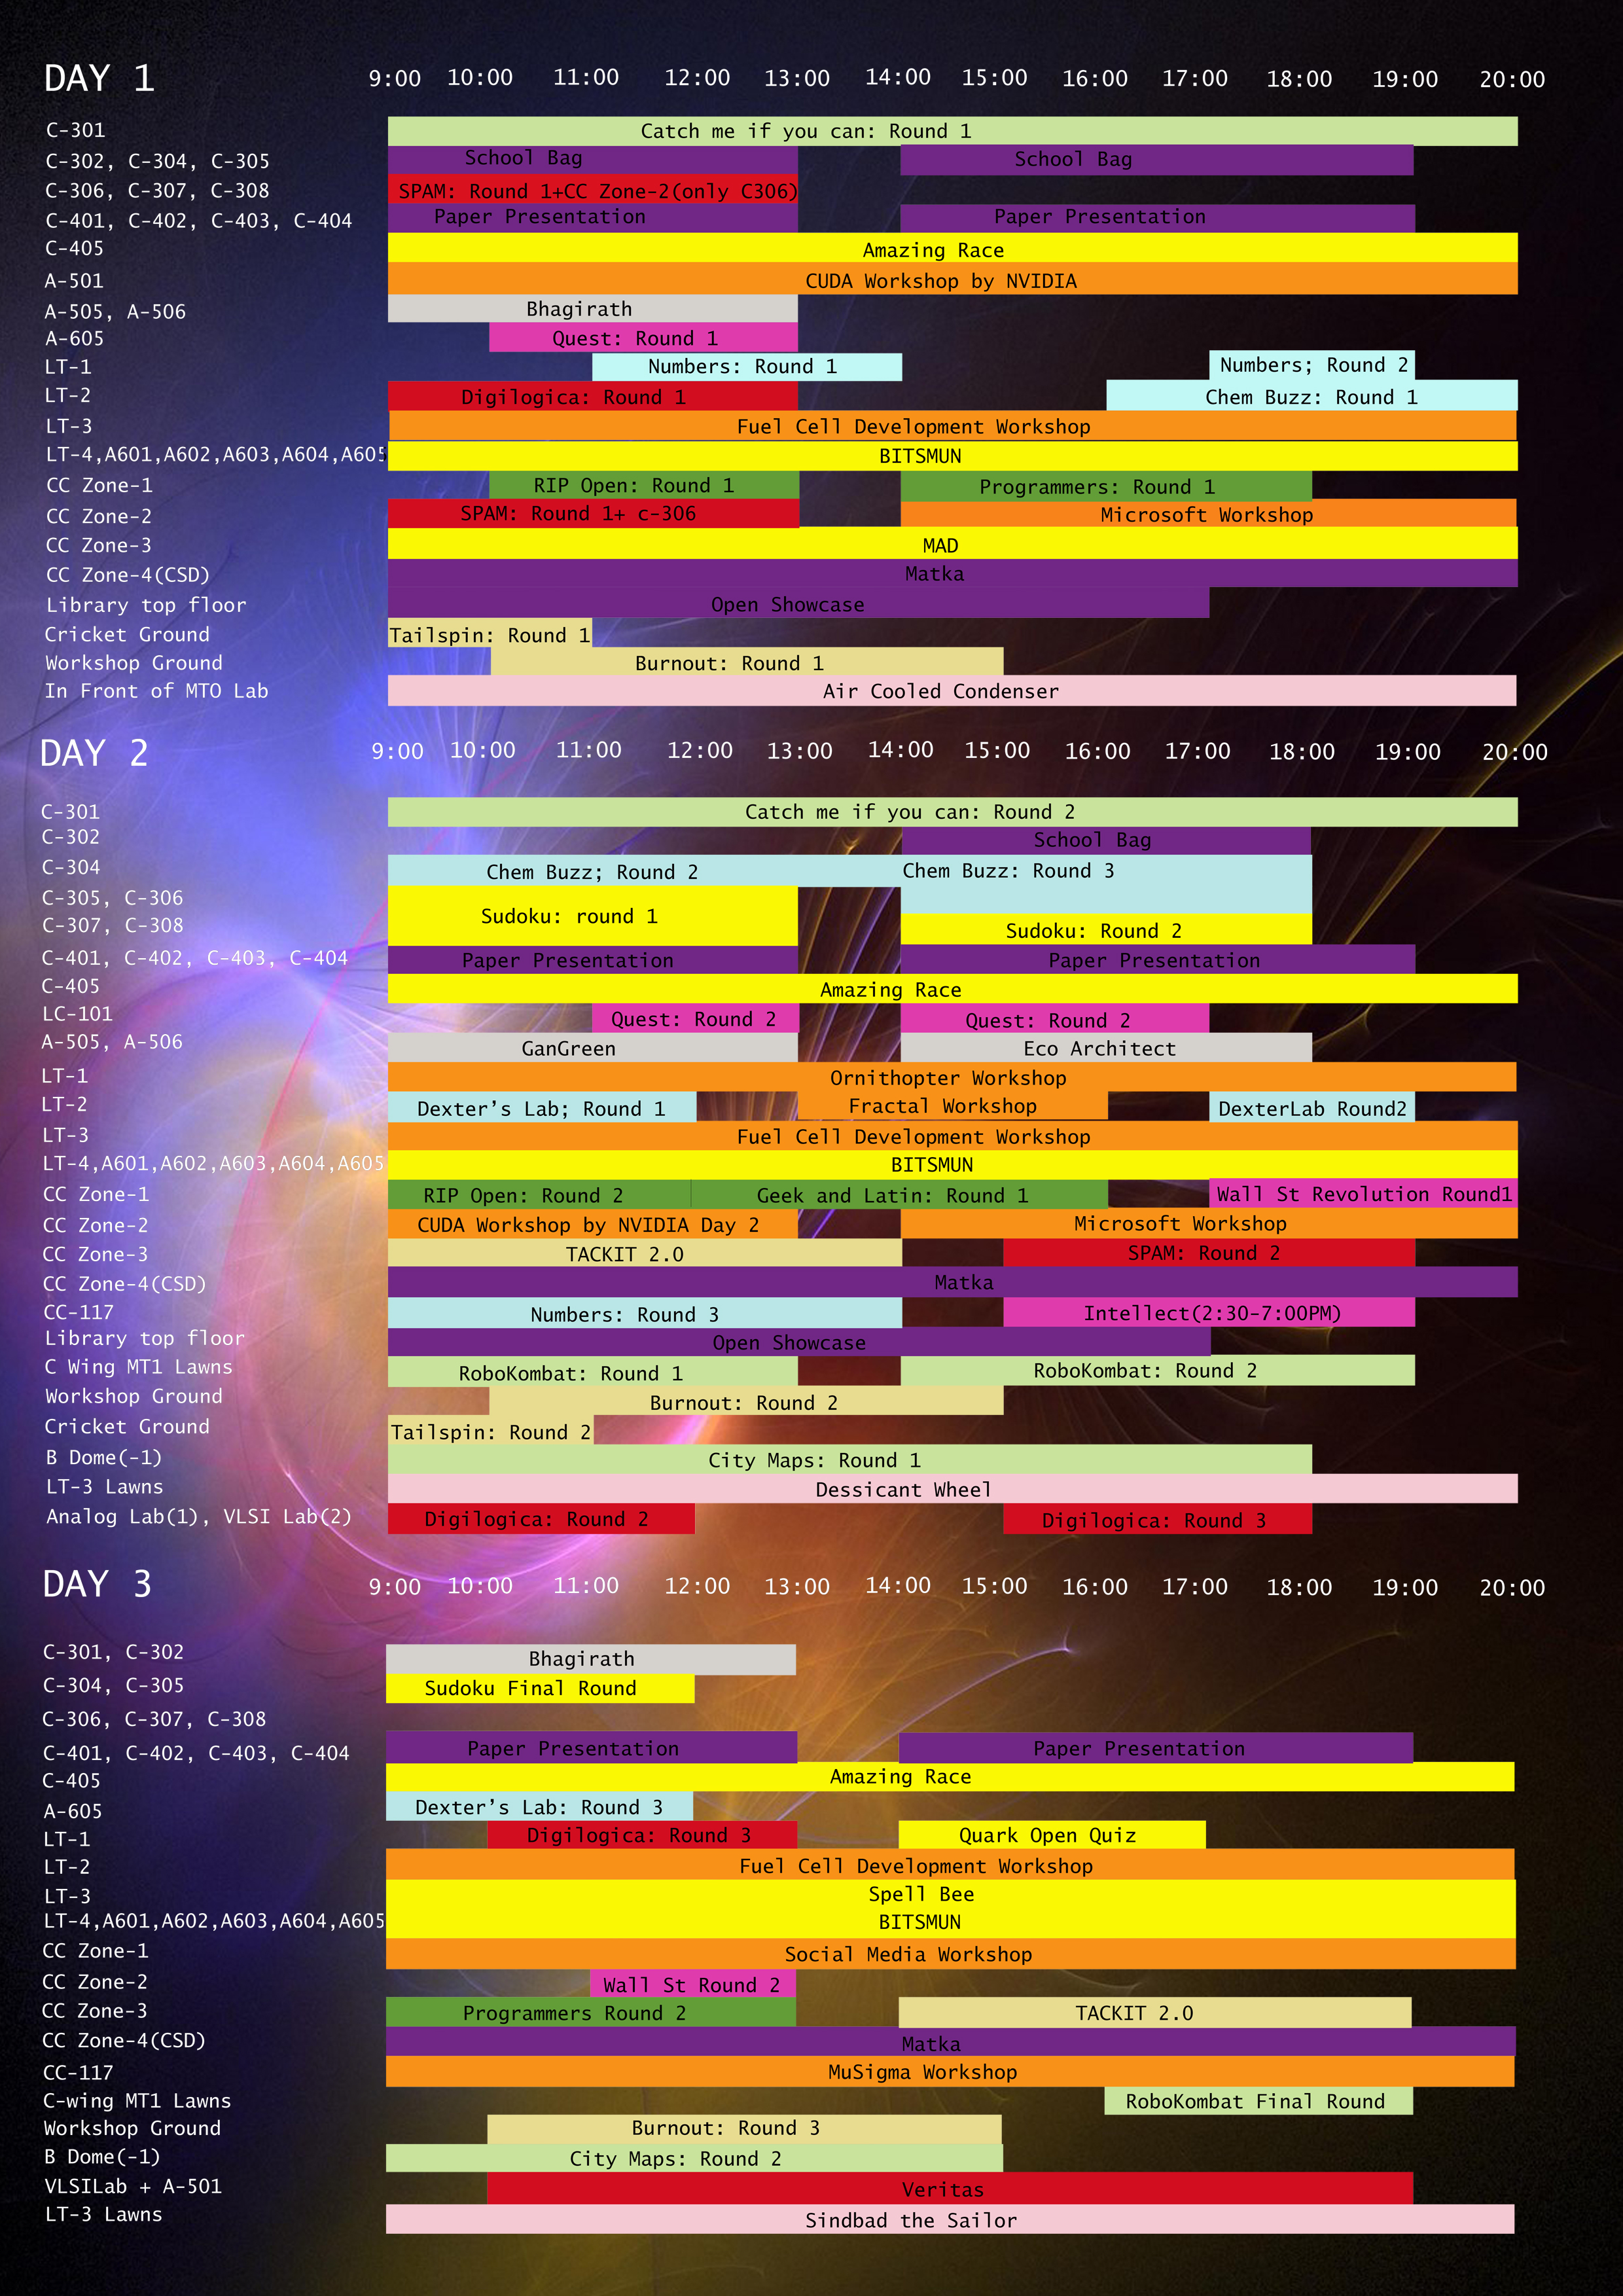 DAY 1 9:00 10:00 11:00 12:00 13:00 14:00 15:00 16:00 17:00 18:00 19:00 20:00
C-301 Catch me if you can: Round 1
C-302, C-304, C-305 School Bag School Bag
C-306, C-307, C-308 SPAM: Round 1+CC Zone-2(only C306)
C-401, C-402, C-403, C-404 Paper Presentation Paper Presentation
C-405 Amazing Race
A-501 CUDA Workshop by NVIDIA
A-505, A-506 Bhagirath
A-605 Quest: Round 1
LT-1 Numbers: Round 1 Numbers; Round 2
LT-2 Digilogica: Round 1 Chem Buzz: Round 1
LT-3 Fuel Cell Development Workshop
LT-4,A601,A602,A603,A604,A605 BITSMUN
CC Zone-1 RIP Open: Round 1 Programmers: Round 1
CC Zone-2 SPAM: Round 1+ c-306 Microsoft Workshop
CC Zone-3 MAD
CC Zone-4(CSD) Matka
Library top floor Open Showcase
Cricket Ground Tailspin: Round 1
Workshop Ground Burnout: Round 1
In Front of MTO Lab Air Cooled Condenser
DAY 2 9:00 10:00 11:00 12:00 13:00 14:00 15:00 16:00 17:00 18:00 19:00 20:00
C-301 Catch me if you can: Round 2
C-302 School Bag
C-304 Chem Buzz; Round 2 Chem Buzz: Round 3
C-305, C-306
Sudoku: round 1
C-307, C-308 Sudoku: Round 2
C-401, C-402, C-403, C-404 Paper Presentation Paper Presentation
C-405 Amazing Race
LC-101 Quest: Round 2 Quest: Round 2
A-505, A-506 GanGreen Eco Architect
LT-1 Ornithopter Workshop
LT-2 Dexter's Lab; Round 1 Fractal Workshop DexterLab Round2
LT-3 Fuel Cell Development Workshop
LT-4,A601,A602,A603,A604,A605 BITSMUN
CC Zone-1 RIP Open: Round 2 Geek and Latin: Round 1 Wall St Revolution Round1
CC Zone-2 CUDA Workshop by NVIDIA Day 2 Microsoft Workshop
CC Zone-3 TACKIT 2.0 SPAM: Round 2
CC Zone-4(CSD) Matka
CC-117 Numbers: Round 3 Intellect(2:30-7:00PM)
Library top floor Open Showcase
C Wing MT1 Lawns RoboKombat: Round 1 RoboKombat: Round 2
Workshop Ground Burnout: Round 2
Cricket Ground Tailspin: Round 2
B Dome(-1) City Maps: Round 1
LT-3 Lawns Dessicant Wheel
Analog Lab(1), VLSI Lab(2) Digilogica: Round 2 Digilogica: Round 3
DAY 3 9:00 10:00 11:00 12:00 13:00 14:00 15:00 16:00 17:00 18:00 19:00 20:00
C-301, C-302 Bhagirath
C-304, C-305 Sudoku Final Round
C-306, C-307, C-308
C-401, C-402, C-403, C-404 Paper Presentation Paper Presentation
C-405 Amazing Race
A-605 Dexter's Lab: Round 3
LT-1 Digilogica: Round 3 Quark Open Quiz
LT-2 Fuel Cell Development Workshop
LT-3 Spell Bee
LT-4,A601,A602,A603,A604,A605 BITSMUN
CC Zone-1 Social Media Workshop
CC Zone-2 Wall St Round 2
CC Zone-3 Programmers Round 2 TACKIT 2.0
CC Zone-4(CSD) Matka
CC-117 MuSigma Workshop
C-wing MT1 Lawns RoboKombat Final Round
Workshop Ground Burnout: Round 3
B Dome(-1) City Maps: Round 2
VLSILab + A-501 Veritas
LT-3 Lawns Sindbad the Sailor